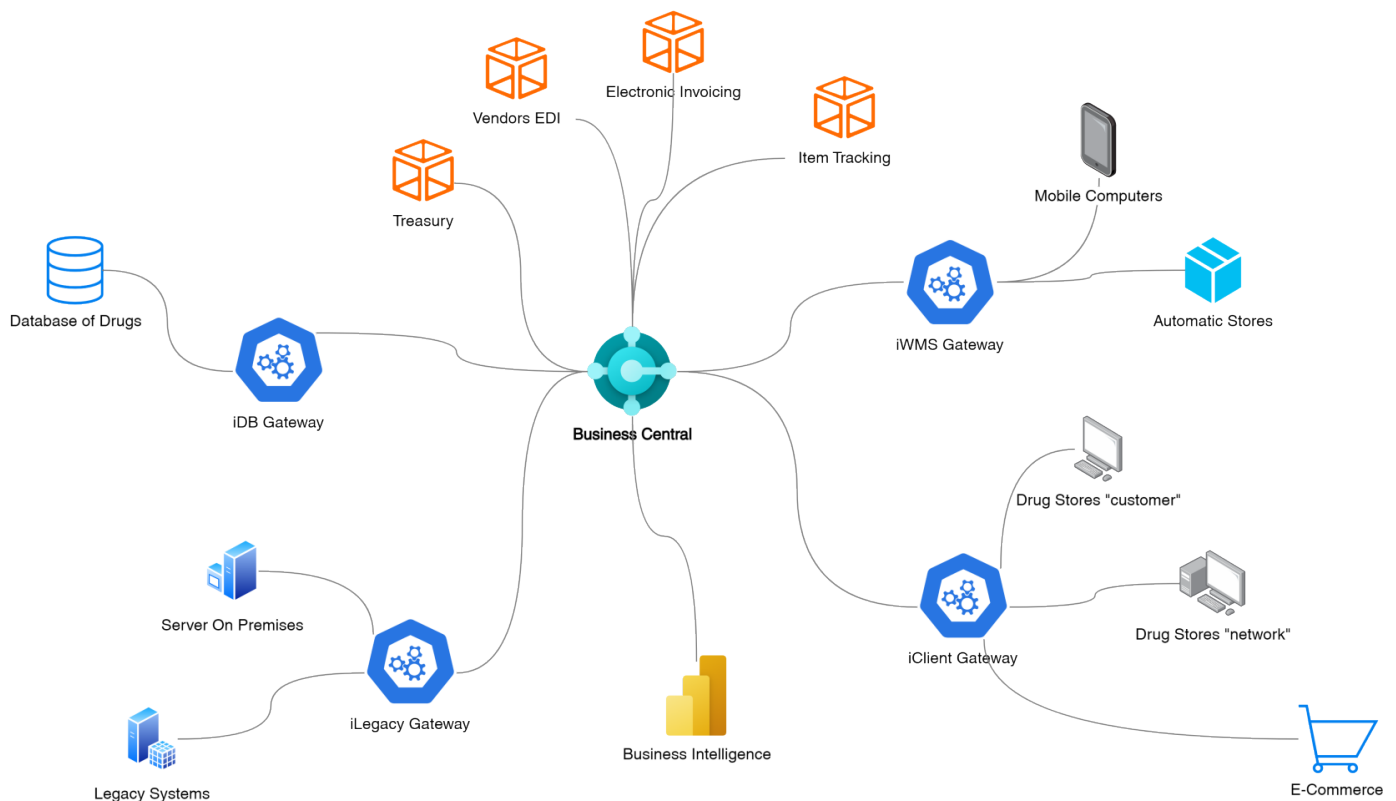 Electronic Invoicing
Vendors EDI
Item Tracking
Mobile Computers
Treasury
Database of Drugs
Automatic Stores
iWMS Gateway
iDB Gateway
Business Central
Drug Stores "customer"
Server On Premises
Drug Stores "network"
iClient Gateway
iLegacy Gateway
Business Intelligence
E-Commerce
Legacy Systems